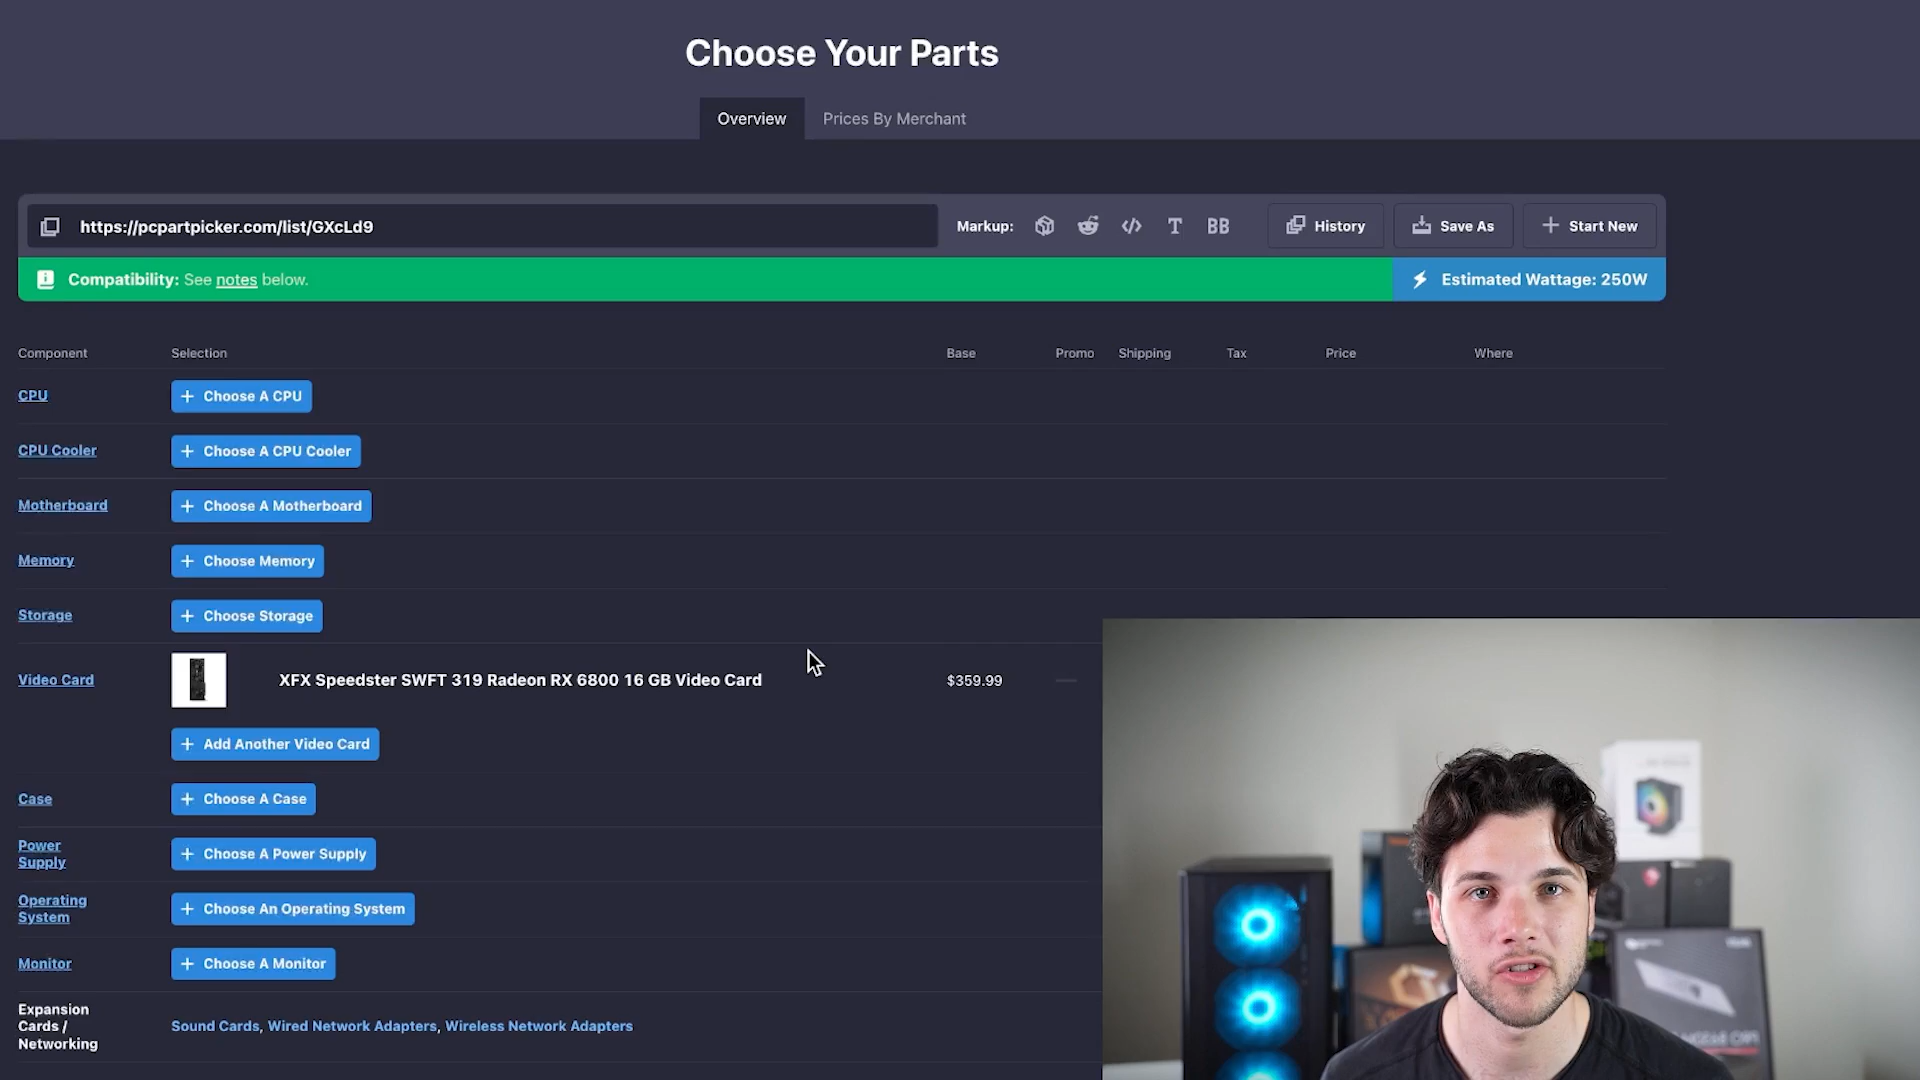 Choose Your Parts
Overview
Prices By Merchant
https://pcpartpicker.com/list/GXcLd9
Markup:
T
BB
History
Save As
Start New
Compatibility: See notes below.
Estimated Wattage: 250W
Component
Selection
Base
Promo
Shipping
Tax
Price
Where
CPU
+ Choose A CPU
CPU Cooler
+ Choose A CPU Cooler
Motherboard
+ Choose A Motherboard
Memory
+ Choose Memory
Storage
+ Choose Storage
Video Card
XFX Speedster SWFT 319 Radeon RX 6800 16 GB Video Card
$359.99
+ Add Another Video Card
Case
+ Choose A Case
Power
Supply
+ Choose A Power Supply
Operating
System
+ Choose An Operating System
Monitor
+ Choose A Monitor
Expansion
Cards /
Networking
Sound Cards, Wired Network Adapters, Wireless Network Adapters